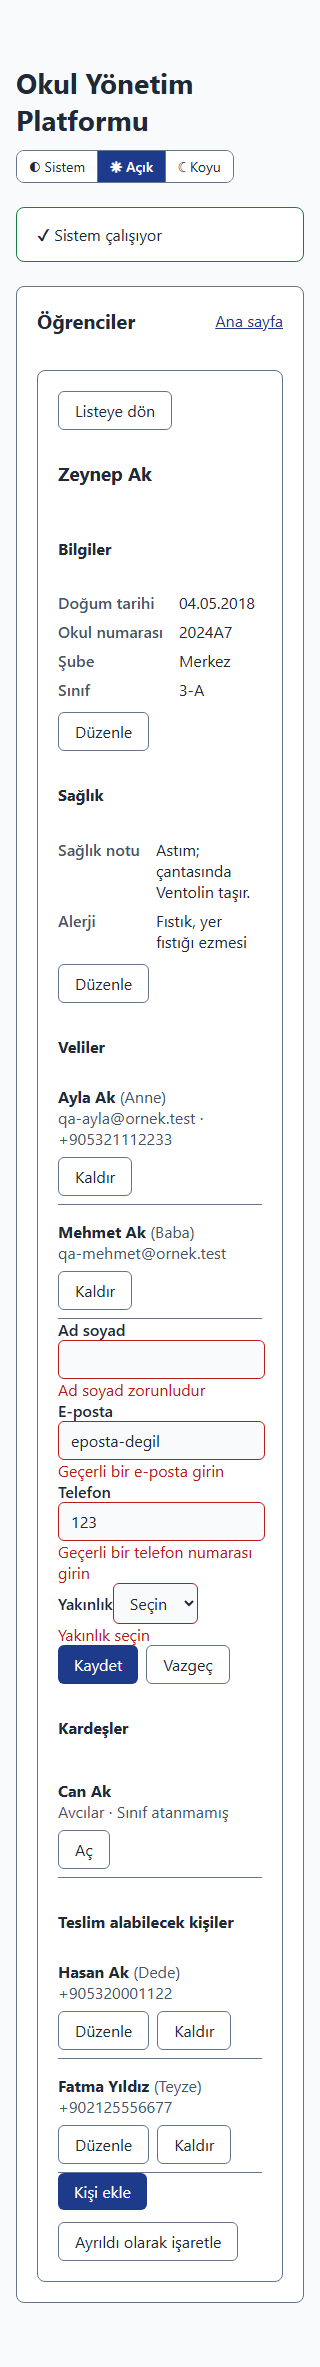 Okul Yönetim
Platformu
◐ Sistem
☀ Açık
☾ Koyu
✓ Sistem çalışıyor
Öğrenciler
Ana sayfa
Listeye dön
Zeynep Ak
Bilgiler
Doğum tarihi 04.05.2018
Okul numarası 2024A7
Şube Merkez
Sınıf 3-A
Düzenle
Sağlık
Sağlık notu Astım;
çantasında
Ventolin taşır.
Alerji Fıstık, yer
fıstığı ezmesi
Düzenle
Veliler
Ayla Ak (Anne)
qa-ayla@ornek.test ·
+905321112233
Kaldır
Mehmet Ak (Baba)
qa-mehmet@ornek.test
Kaldır
Ad soyad
Ad soyad zorunludur
E-posta
eposta-degil
Geçerli bir e-posta girin
Telefon
123
Geçerli bir telefon numarası
girin
Yakınlık Seçin
Yakınlık seçin
Kaydet Vazgeç
Kardeşler
Can Ak
Avcılar · Sınıf atanmamış
Aç
Teslim alabilecek kişiler
Hasan Ak (Dede)
+905320001122
Düzenle Kaldır
Fatma Yıldız (Teyze)
+902125556677
Düzenle Kaldır
Kişi ekle
Ayrıldı olarak işaretle